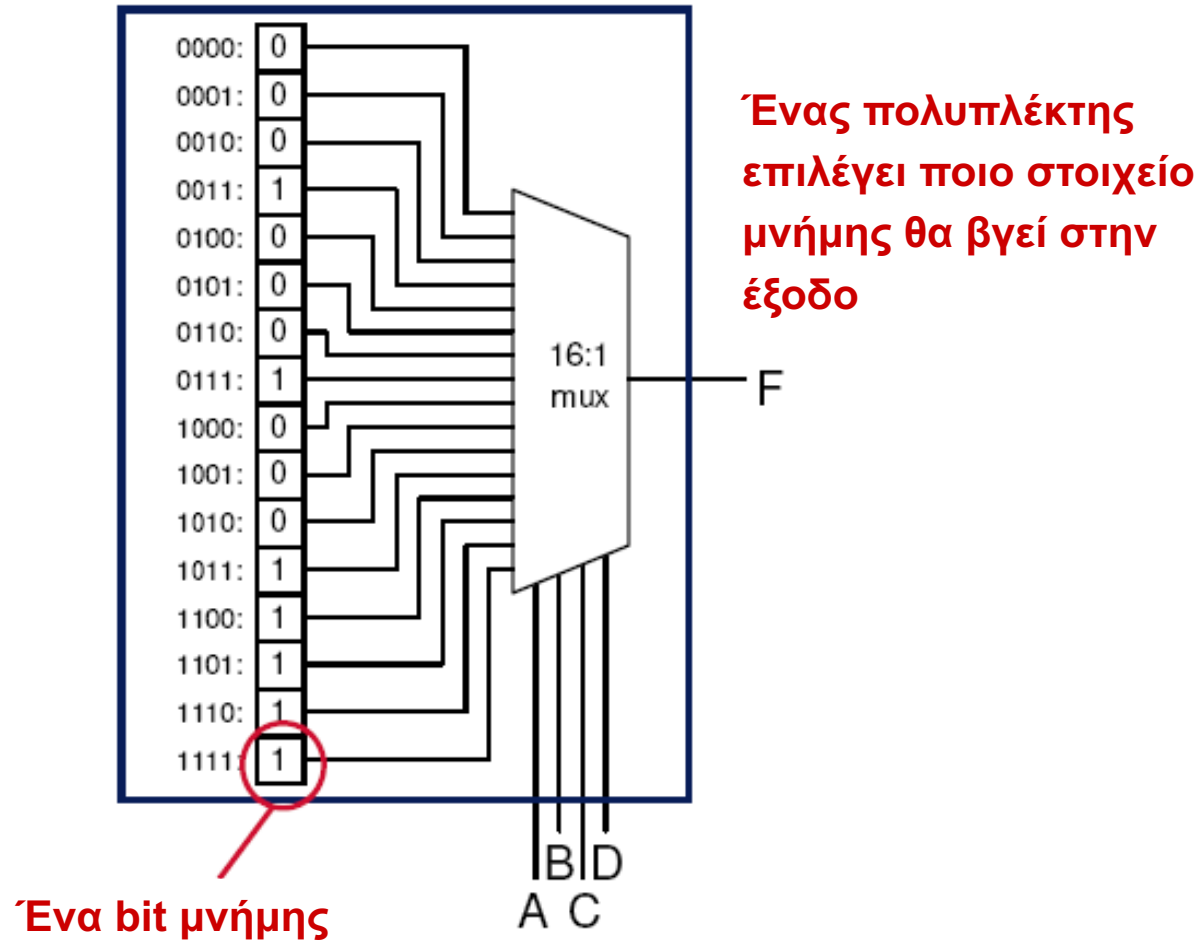 0000: 0
0001: 0
0010: 0
0011: 1
0100: 0
0101: 0
0110: 0
0111: 1
1000: 0
1001: 0
1010: 0
1011: 1
1100: 1
1101: 1
1110: 1
1111: 1
16:1
mux
F
Ένας πολυπλέκτης
επιλέγει ποιο στοιχείο
μνήμης θα βγεί στην
έξοδο
B D
A C
Ένα bit μνήμης